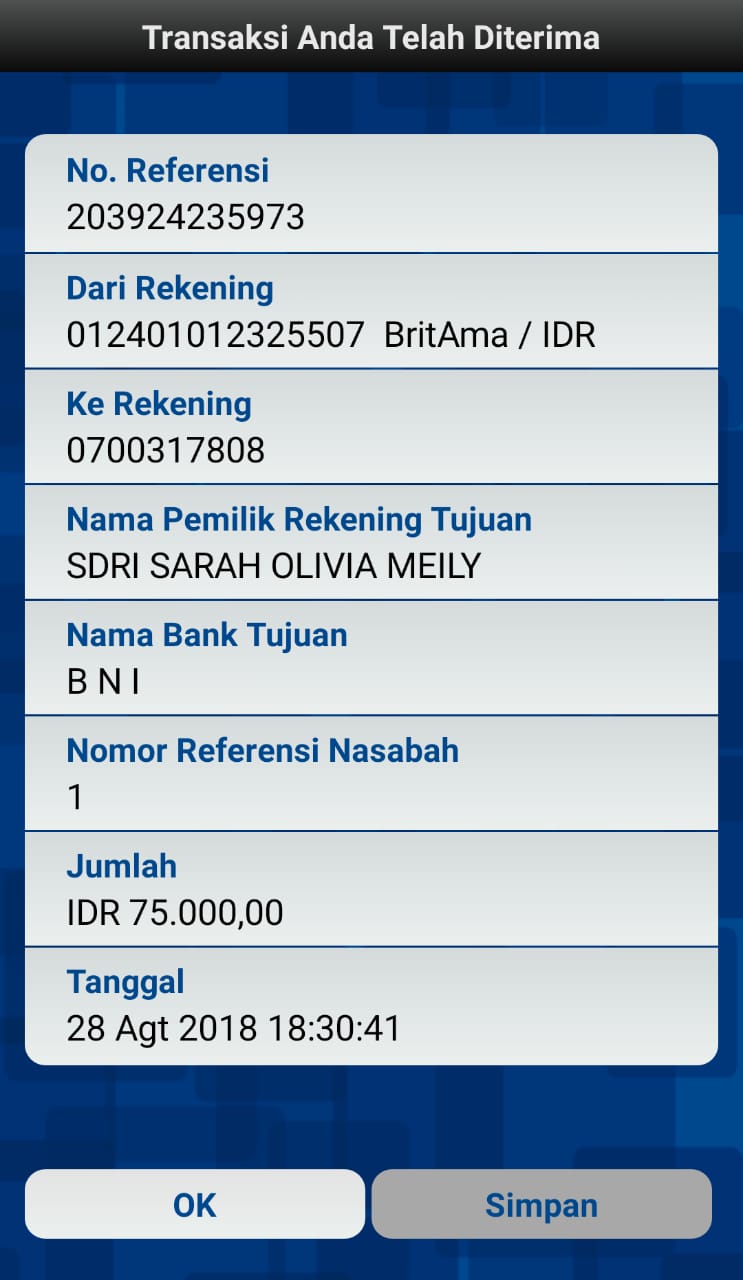 Transaksi Anda Telah Diterima
No. Referensi
203924235973
Dari Rekening
012401012325507 BritAma / IDR
Ke Rekening
0700317808
Nama Pemilik Rekening Tujuan
SDRI SARAH OLIVIA MEILY
Nama Bank Tujuan
B N I
Nomor Referensi Nasabah
1
Jumlah
IDR 75.000,00
Tanggal
28 Agt 2018 18:30:41
OK
Simpan